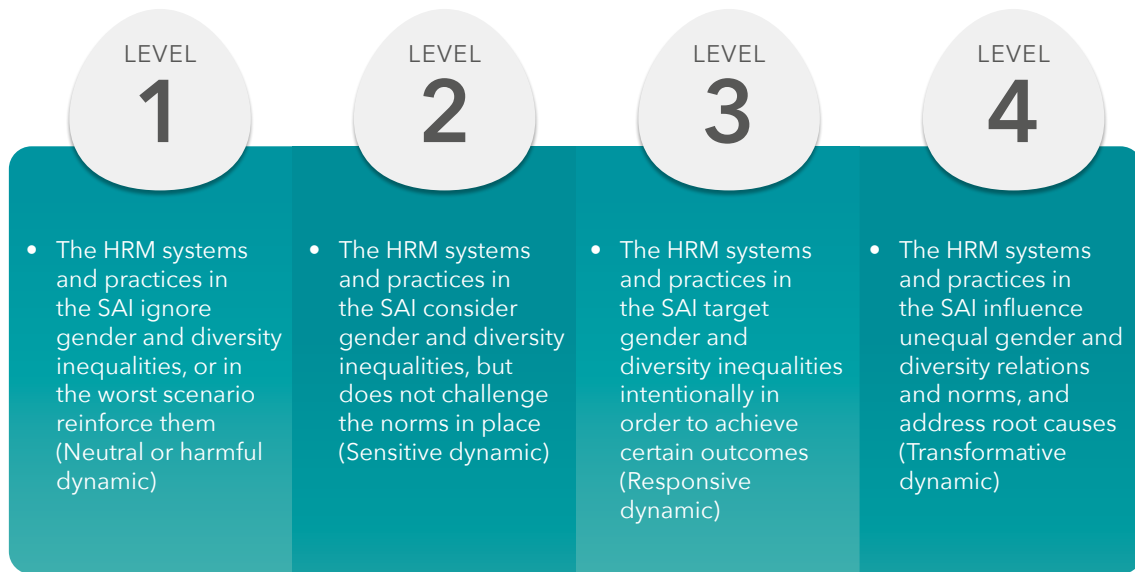 LEVEL
1
• The HRM systems
and practices in
the SAI ignore
gender and diversity
inequalities, or in
the worst scenario
reinforce them
(Neutral or harmful
dynamic)
LEVEL
2
• The HRM systems
and practices in
the SAI consider
gender and diversity
inequalities, but
does not challenge
the norms in place
(Sensitive dynamic)
LEVEL
3
• The HRM systems
and practices in
the SAI target
gender and
diversity inequalities
intentionally in
order to achieve
certain outcomes
(Responsive
dynamic)
LEVEL
4
• The HRM systems
and practices in
the SAI influence
unequal gender and
diversity relations
and norms, and
address root causes
(Transformative
dynamic)